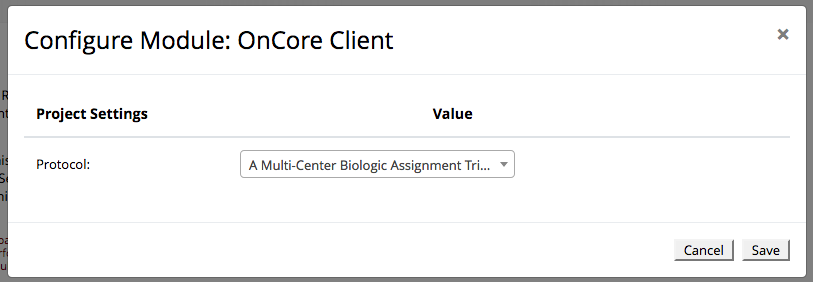 Configure Module: OnCore Client
×
Project Settings Value
Protocol: A Multi-Center Biologic Assignment Tri...
Cancel Save